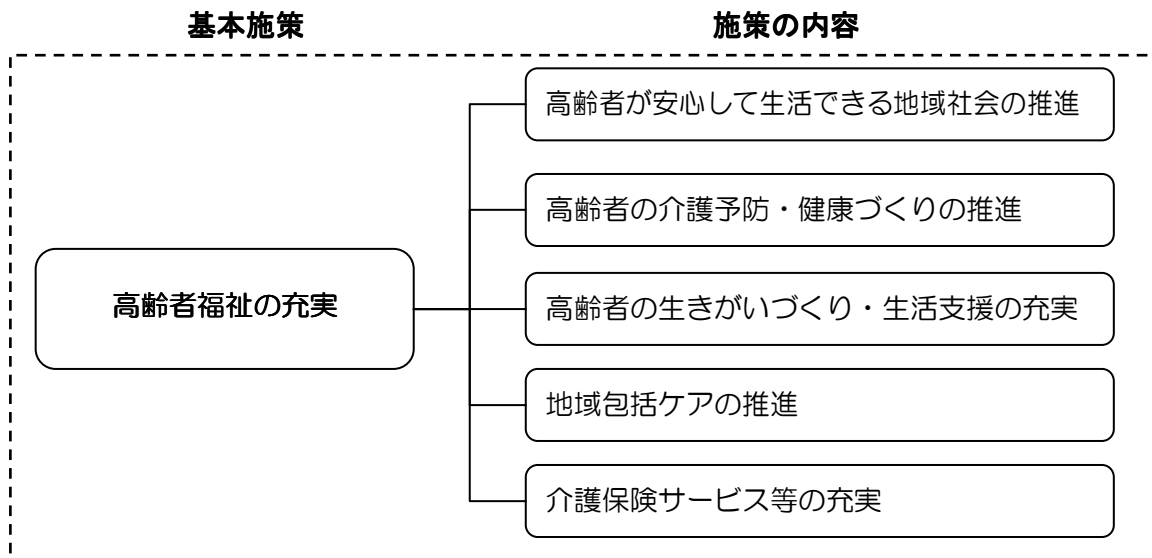 基本施策
施策の内容
高齢者が安心して生活できる地域社会の推進
高齢者の介護予防・健康づくりの推進
高齢者福祉の充実
高齢者の生きがいづくり・生活支援の充実
地域包括ケアの推進
介護保険サービス等の充実